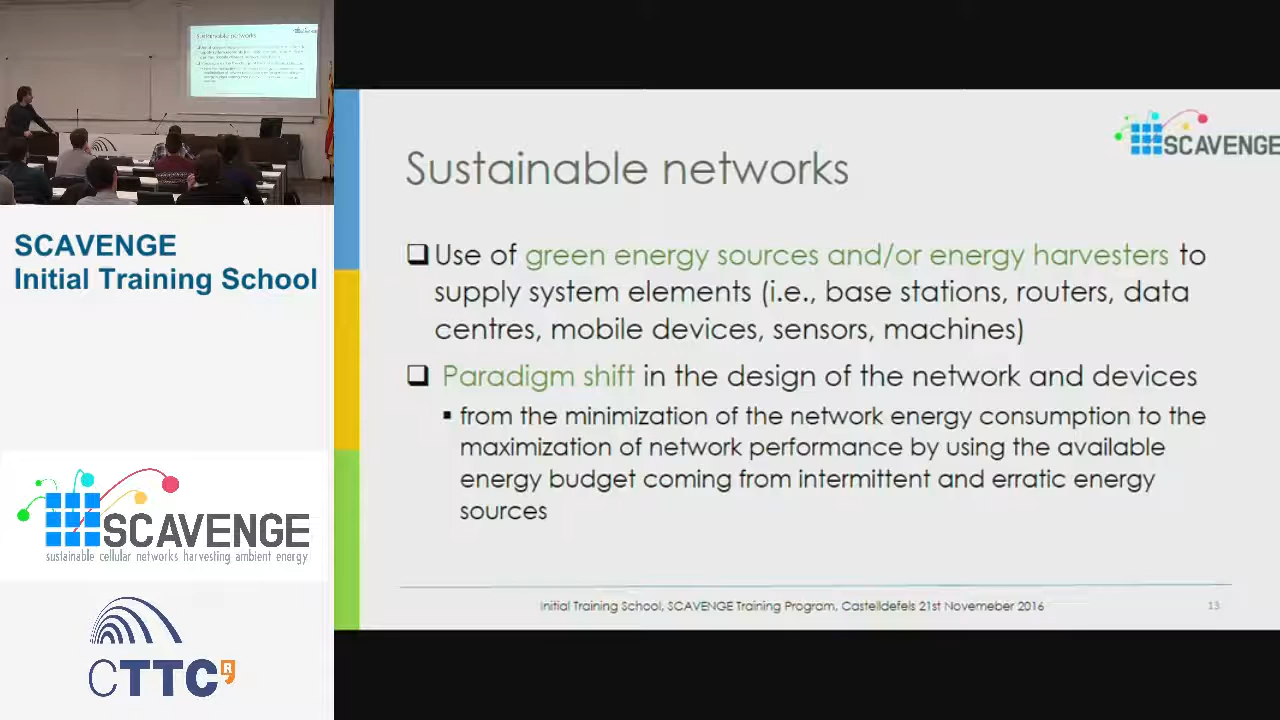 Sustainable networks
SCAVENGE
Initial Training School
SCAVENGE
sustainable cellular networks harvesting ambient energy
CTTC
R
SCAVENGE
Sustainable networks
❑ Use of green energy sources and/or energy harvesters to
supply system elements (i.e., base stations, routers, data
centres, mobile devices, sensors, machines)
❑ Paradigm shift in the design of the network and devices
▪ from the minimization of the network energy consumption to the
maximization of network performance by using the available
energy budget coming from intermittent and erratic energy
sources
Initial Training School, SCAVENGE Training Program, Castelldefels 21st Novemeber 2016
13